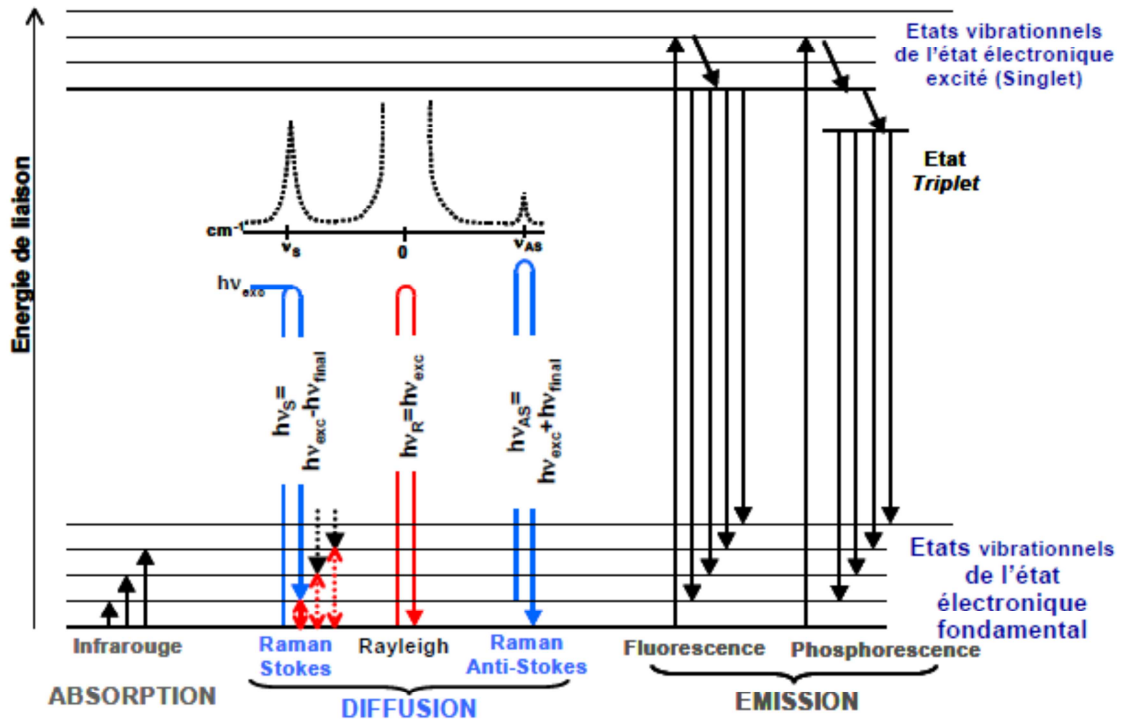 Energie de liaison
Etats vibrationnels
de l'état électronique
excité (Singlet)
Etat
Triplet
cm⁻¹
νS
0
νAS
hνexc
hνS=
hνexc-hνfinal
hνR=hνexc
hνAS=
hνexc+hνfinal
Etats vibrationnels
de l'état
électronique
fondamental
Infrarouge
Raman
Stokes
Rayleigh
Raman
Anti-Stokes
Fluorescence
Phosphorescence
ABSORPTION
DIFFUSION
EMISSION